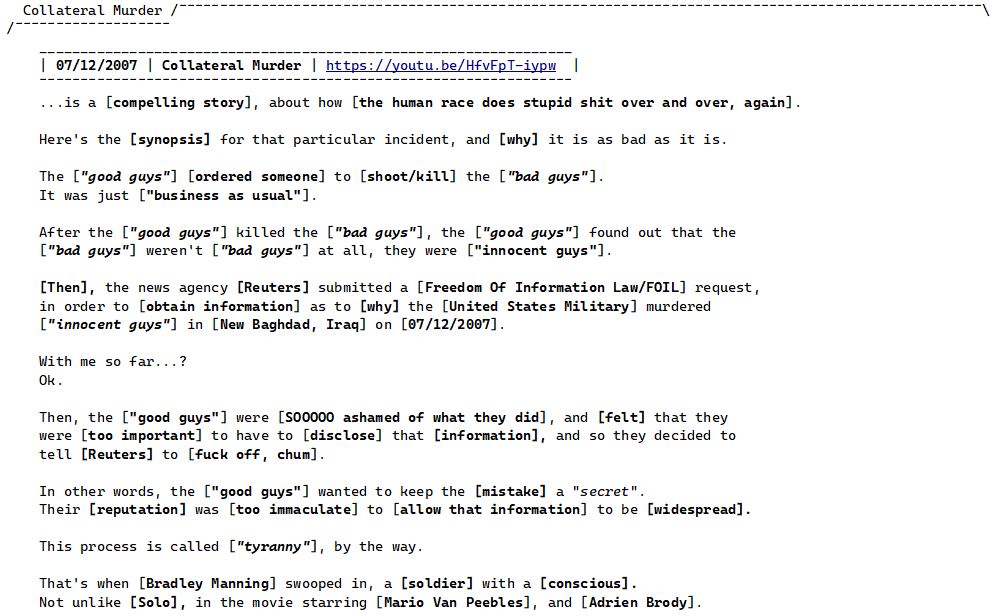 Collateral Murder /¯¯¯¯¯¯¯¯¯¯¯¯¯¯¯¯¯¯¯¯¯¯¯¯¯¯¯¯¯¯¯¯¯¯¯¯¯¯¯¯¯¯¯¯¯¯¯¯¯¯¯¯¯¯¯¯¯¯¯¯¯¯¯¯¯¯¯¯¯¯¯¯¯¯¯¯¯¯¯¯¯¯¯¯¯¯¯¯¯¯¯¯¯¯¯¯¯¯\
/¯¯¯¯¯¯¯¯¯¯¯¯¯¯¯¯¯¯¯
| 07/12/2007 | Collateral Murder | https://youtu.be/HfvFpT-iypw |
...is a [compelling story], about how [the human race does stupid shit over and over, again].
Here's the [synopsis] for that particular incident, and [why] it is as bad as it is.
The ["good guys"] [ordered someone] to [shoot/kill] the ["bad guys"].
It was just ["business as usual"].
After the ["good guys"] killed the ["bad guys"], the ["good guys"] found out that the
["bad guys"] weren't ["bad guys"] at all, they were ["innocent guys"].
[Then], the news agency [Reuters] submitted a [Freedom Of Information Law/FOIL] request,
in order to [obtain information] as to [why] the [United States Military] murdered
["innocent guys"] in [New Baghdad, Iraq] on [07/12/2007].
With me so far...?
Ok.
Then, the ["good guys"] were [SOOOOO ashamed of what they did], and [felt] that they
were [too important] to have to [disclose] that [information], and so they decided to
tell [Reuters] to [fuck off, chum].
In other words, the ["good guys"] wanted to keep the [mistake] a "secret".
Their [reputation] was [too immaculate] to [allow that information] to be [widespread].
This process is called ["tyranny"], by the way.
That's when [Bradley Manning] swooped in, a [soldier] with a [conscious].
Not unlike [Solo], in the movie starring [Mario Van Peebles], and [Adrien Brody].